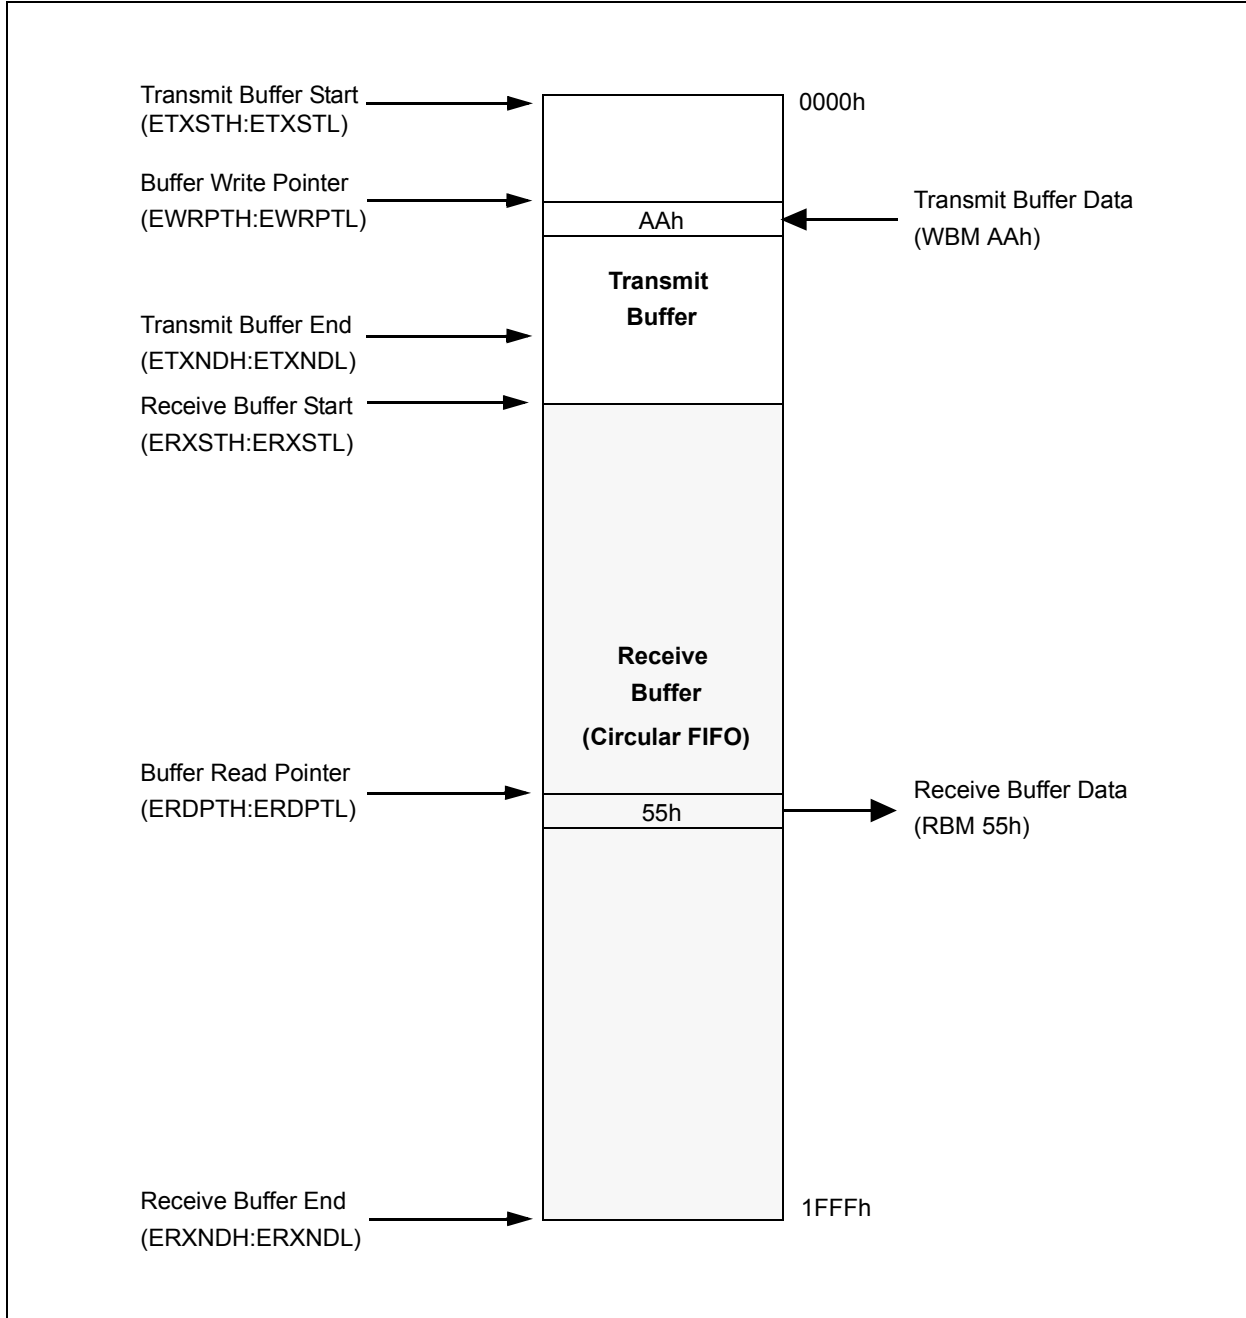 Transmit Buffer Start
(ETXSTH:ETXSTL)
0000h
Buffer Write Pointer
(EWRPTH:EWRPTL)
AAh
Transmit Buffer Data
(WBM AAh)
Transmit
Buffer
Transmit Buffer End
(ETXNDH:ETXNDL)
Receive Buffer Start
(ERXSTH:ERXSTL)
Receive
Buffer
(Circular FIFO)
Buffer Read Pointer
(ERDPTH:ERDPTL)
55h
Receive Buffer Data
(RBM 55h)
Receive Buffer End
(ERXNDH:ERXNDL)
1FFFh